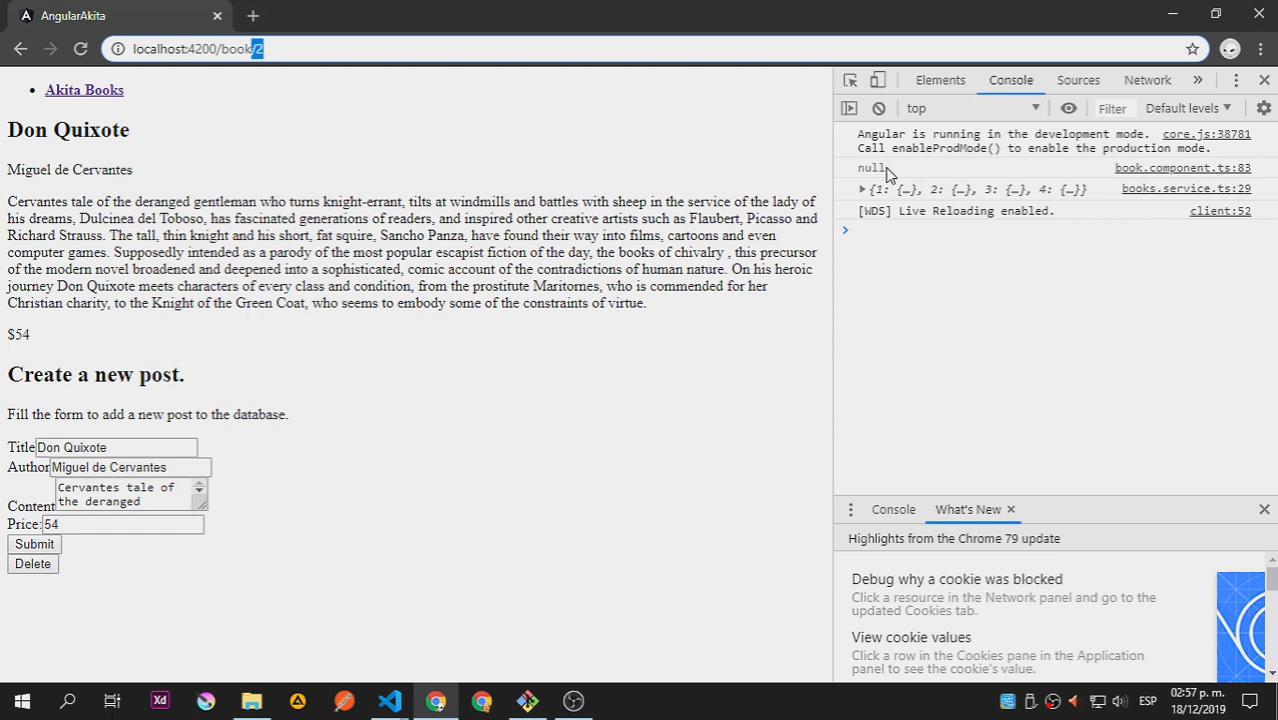 AngularAkita
localhost:4200/book/2
Akita Books
Don Quixote
Miguel de Cervantes
Cervantes tale of the deranged gentleman who turns knight-errant, tilts at windmills and battles with sheep in the service of the lady of
his dreams, Dulcinea del Toboso, has fascinated generations of readers, and inspired other creative artists such as Flaubert, Picasso and
Richard Strauss. The tall, thin knight and his short, fat squire, Sancho Panza, have found their way into films, cartoons and even
computer games. Supposedly intended as a parody of the most popular escapist fiction of the day, the books of chivalry , this precursor
of the modern novel broadened and deepened into a sophisticated, comic account of the contradictions of human nature. On his heroic
journey Don Quixote meets characters of every class and condition, from the prostitute Maritornes, who is commended for her
Christian charity, to the Knight of the Green Coat, who seems to embody some of the constraints of virtue.
$54
Create a new post.
Fill the form to add a new post to the database.
Title Don Quixote
Author Miguel de Cervantes
Content Cervantes tale of
the deranged
Price: 54
Submit
Delete
Elements Console Sources Network »
top Filter Default levels
Angular is running in the development mode. core.js:38781
Call enableProdMode() to enable the production mode.
null book.component.ts:83
{1: {…}, 2: {…}, 3: {…}, 4: {…}} books.service.ts:29
[WDS] Live Reloading enabled. client:52
Console What's New
Highlights from the Chrome 79 update
Debug why a cookie was blocked
Click a resource in the Network panel and go to the
updated Cookies tab.
View cookie values
Click a row in the Cookies pane in the Application
panel to see the cookie's value.
Xd
ESP
02:57 p. m.
18/12/2019